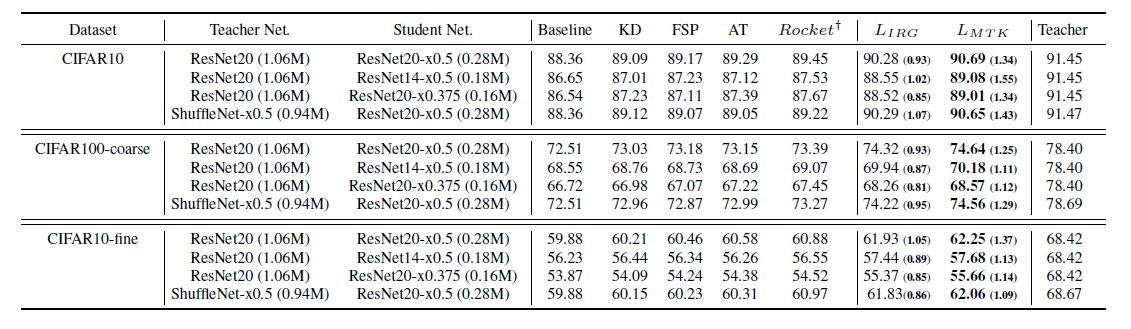 Dataset Teacher Net. Student Net. Baseline KD FSP AT Rocket† L_IRG L_MTK Teacher
CIFAR10 ResNet20 (1.06M) ResNet20-x0.5 (0.28M) 88.36 89.09 89.17 89.29 89.45 90.28 (0.93) 90.69 (1.34) 91.45
ResNet20 (1.06M) ResNet14-x0.5 (0.18M) 86.65 87.01 87.23 87.12 87.53 88.55 (1.02) 89.08 (1.55) 91.45
ResNet20 (1.06M) ResNet20-x0.375 (0.16M) 86.54 87.23 87.11 87.39 87.67 88.52 (0.85) 89.01 (1.34) 91.45
ShuffleNet-x0.5 (0.94M) ResNet20-x0.5 (0.28M) 88.36 89.12 89.07 89.05 89.22 90.29 (1.07) 90.65 (1.43) 91.47
CIFAR100-coarse ResNet20 (1.06M) ResNet20-x0.5 (0.28M) 72.51 73.03 73.18 73.15 73.39 74.32 (0.93) 74.64 (1.25) 78.40
ResNet20 (1.06M) ResNet14-x0.5 (0.18M) 68.55 68.76 68.73 68.69 69.07 69.94 (0.87) 70.18 (1.11) 78.40
ResNet20 (1.06M) ResNet20-x0.375 (0.16M) 66.72 66.98 67.07 67.22 67.45 68.26 (0.81) 68.57 (1.12) 78.40
ShuffleNet-x0.5 (0.94M) ResNet20-x0.5 (0.28M) 72.51 72.96 72.87 72.99 73.27 74.22 (0.95) 74.56 (1.29) 78.69
CIFAR10-fine ResNet20 (1.06M) ResNet20-x0.5 (0.28M) 59.88 60.21 60.46 60.58 60.88 61.93 (1.05) 62.25 (1.37) 68.42
ResNet20 (1.06M) ResNet14-x0.5 (0.18M) 56.23 56.44 56.34 56.26 56.55 57.44 (0.89) 57.68 (1.13) 68.42
ResNet20 (1.06M) ResNet20-x0.375 (0.16M) 53.87 54.09 54.24 54.38 54.52 55.37 (0.85) 55.66 (1.14) 68.42
ShuffleNet-x0.5 (0.94M) ResNet20-x0.5 (0.28M) 59.88 60.15 60.23 60.31 60.97 61.83(0.86) 62.06 (1.09) 68.67